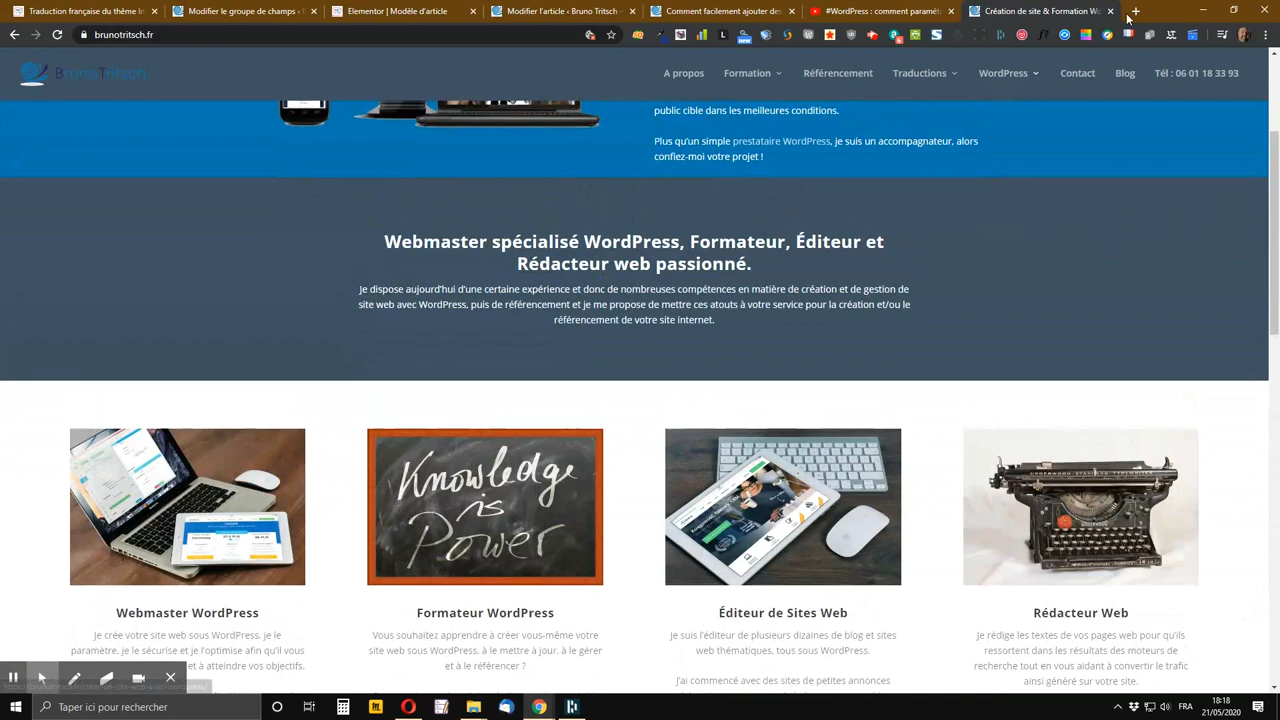 Taper française du changement
Modifier le groupe de champs
Modifier l'article ‹ BrunoTritsch
Modifier l'article ‹ BrunoTritsch
Comment faire une traduction
#WordPress : Comment paramétr
Création de site & Rédacteur web
brunotritsch.fr
BrunoTritsch
A propos Formation Référencement Traductions WordPress Contact Blog Tél : 06 01 18 33 93
public cible dans les meilleures conditions.
Plus qu'un simple prestataire WordPress, je suis un accompagnateur, alors
confiez-moi votre projet !
Webmaster spécialisé WordPress, Formateur, Éditeur et
Rédacteur web passionné.
Je dispose aujourd'hui d'une certaine expérience et donc de nombreuses compétences en matière de création et de gestion de
site web avec WordPress, puis de référencement et je me propose de mettre ces atouts à votre service pour la création et/ou le
référencement de votre site internet.
Knowledge
is
Power
Webmaster WordPress
Je crée votre site web sous WordPress, je le
paramètre, je le sécurise et je l'optimise afin qu'il vous
et à atteindre vos objectifs.
Formateur WordPress
Vous souhaitez apprendre à créer vous-même votre
site web sous WordPress, à le mettre à jour, à le gérer
et à le référencer ?
Éditeur de Sites Web
Je suis l'éditeur de plusieurs dizaines de blog et sites
web thématiques, tous sous WordPress.
J'ai commencé avec des sites de petites annonces
Rédacteur Web
Je rédige les textes de vos pages web pour qu'ils
ressortent dans les résultats des moteurs de
recherche tout en vous aidant à convertir le trafic
ainsi généré sur votre site.
Taper ici pour rechercher
FRA
18:18
21/05/2020